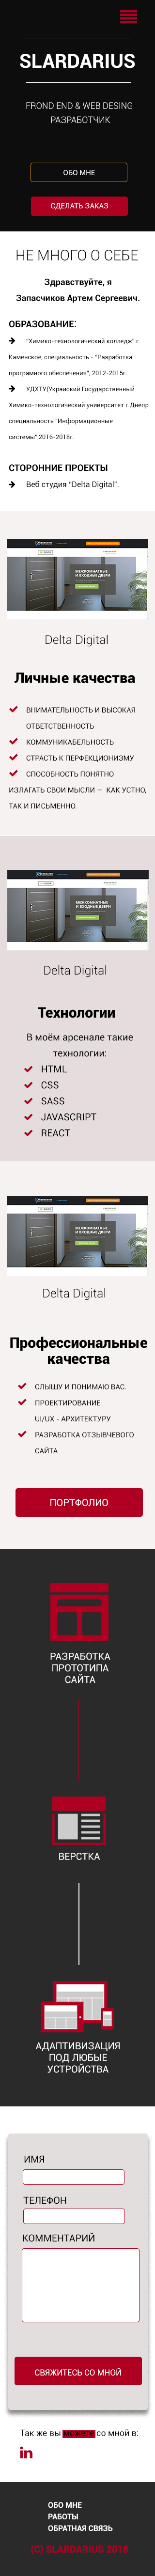 SLARDARIUS
FROND END & WEB DESING
РАЗРАБОТЧИК
ОБО МНЕ
СДЕЛАТЬ ЗАКАЗ
НЕ МНОГО О СЕБЕ
Здравствуйте, я
Запасчиков Артем Сергеевич.
ОБРАЗОВАНИЕ:
"Химико-технологический колледж" г.
Каменское, специальность - "Разработка
програмного обеспечения", 2012-2015г.
УДХТУ(Украиский Государственный
Химико-технологический университет г.Днепр
специальность "Информационные
системы",2016-2018г.
СТОРОННИЕ ПРОЕКТЫ
Веб студия "Delta Digital".
МЕЖКОМНАТНЫЕ
И ВХОДНЫЕ ДВЕРИ
Delta Digital
Личные качества
ВНИМАТЕЛЬНОСТЬ И ВЫСОКАЯ
ОТВЕТСТВЕННОСТЬ
КОММУНИКАБЕЛЬНОСТЬ
СТРАСТЬ К ПЕРФЕКЦИОНИЗМУ
СПОСОБНОСТЬ ПОНЯТНО
ИЗЛАГАТЬ СВОИ МЫСЛИ — КАК УСТНО,
ТАК И ПИСЬМЕННО.
МЕЖКОМНАТНЫЕ
И ВХОДНЫЕ ДВЕРИ
Delta Digital
Технологии
В моём арсенале такие
технологии:
HTML
CSS
SASS
JAVASCRIPT
REACT
МЕЖКОМНАТНЫЕ
И ВХОДНЫЕ ДВЕРИ
Delta Digital
Профессиональные
качества
СЛЫШУ И ПОНИМАЮ ВАС.
ПРОЕКТИРОВАНИЕ
UI/UX - АРХИТЕКТУРУ
РАЗРАБОТКА ОТЗЫВЧЕВОГО
САЙТА
ПОРТФОЛИО
РАЗРАБОТКА
ПРОТОТИПА
САЙТА
ВЕРСТКА
АДАПТИВИЗАЦИЯ
ПОД ЛЮБЫЕ
УСТРОЙСТВА
ИМЯ
ТЕЛЕФОН
КОММЕНТАРИЙ
СВЯЖИТЕСЬ СО МНОЙ
Так же вы можете со мной в:
in
ОБО МНЕ
РАБОТЫ
ОБРАТНАЯ СВЯЗЬ
(C) SLARDARIUS 2018